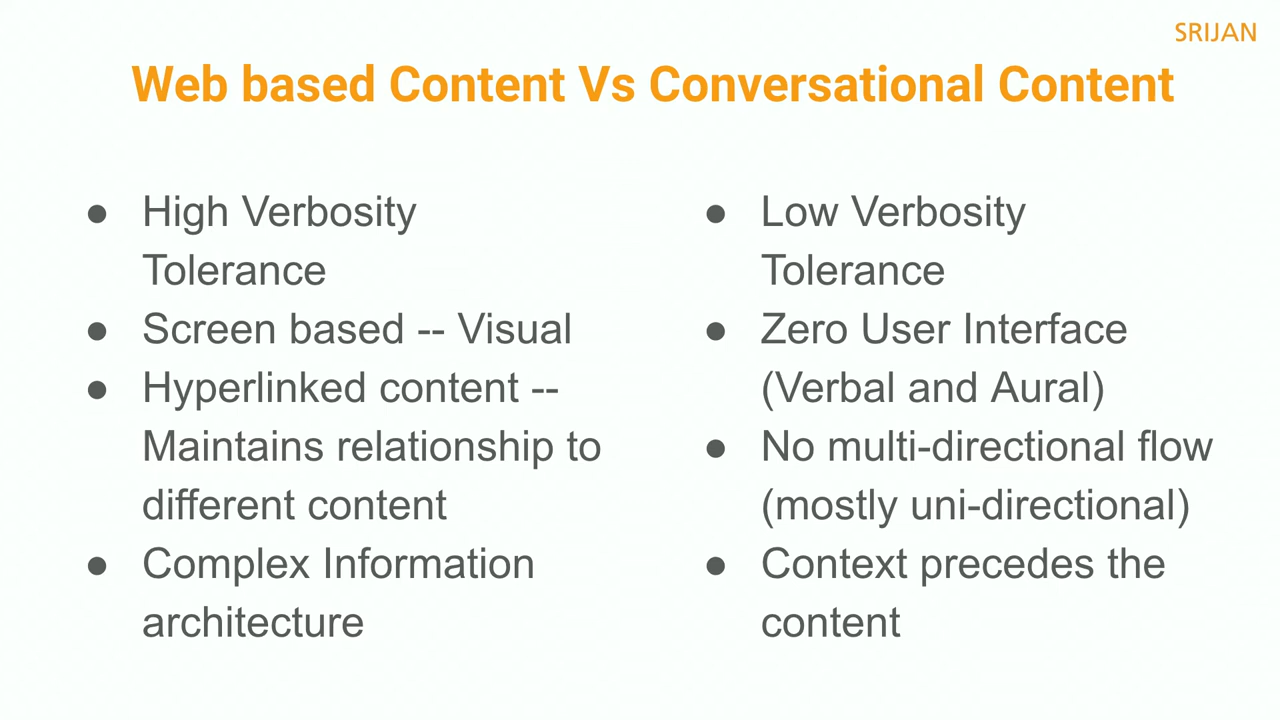 SRIJAN
Web based Content Vs Conversational Content
● High Verbosity
Tolerance
● Screen based -- Visual
● Hyperlinked content --
Maintains relationship to
different content
● Complex Information
architecture
● Low Verbosity
Tolerance
● Zero User Interface
(Verbal and Aural)
● No multi-directional flow
(mostly uni-directional)
● Context precedes the
content